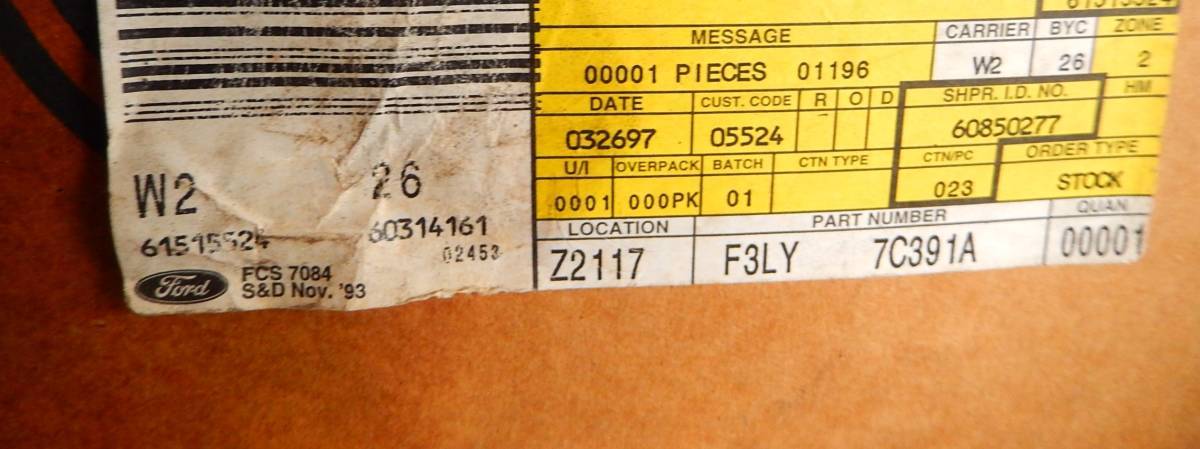 MESSAGE CARRIER BYC ZONE
00001 PIECES 01196 W2 26 2
DATE CUST. CODE R O D SHPR. I.D. NO. HM
032697 05524 60850277
U/I OVERPACK BATCH CTN TYPE CTN/PC ORDER TYPE
0001 000PK 01 023 STOCK
LOCATION PART NUMBER QUAN
Z2117 F3LY 7C391A 00001
W2 26
61515524 60314161
02453
Ford FCS 7084
S&D Nov. '93